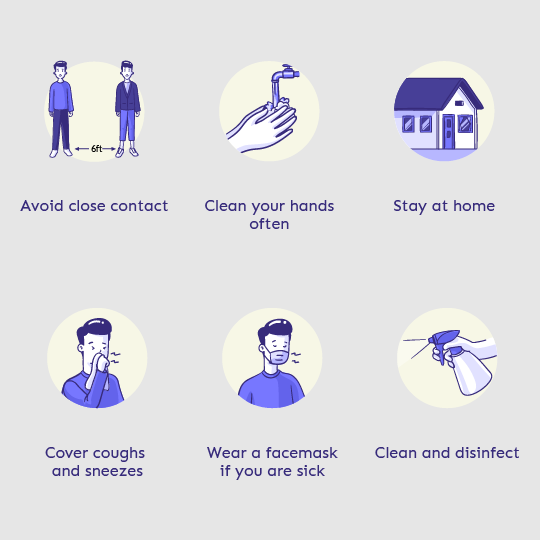 6ft
Avoid close contact
Clean your hands
often
Stay at home
Cover coughs
and sneezes
Wear a facemask
if you are sick
Clean and disinfect